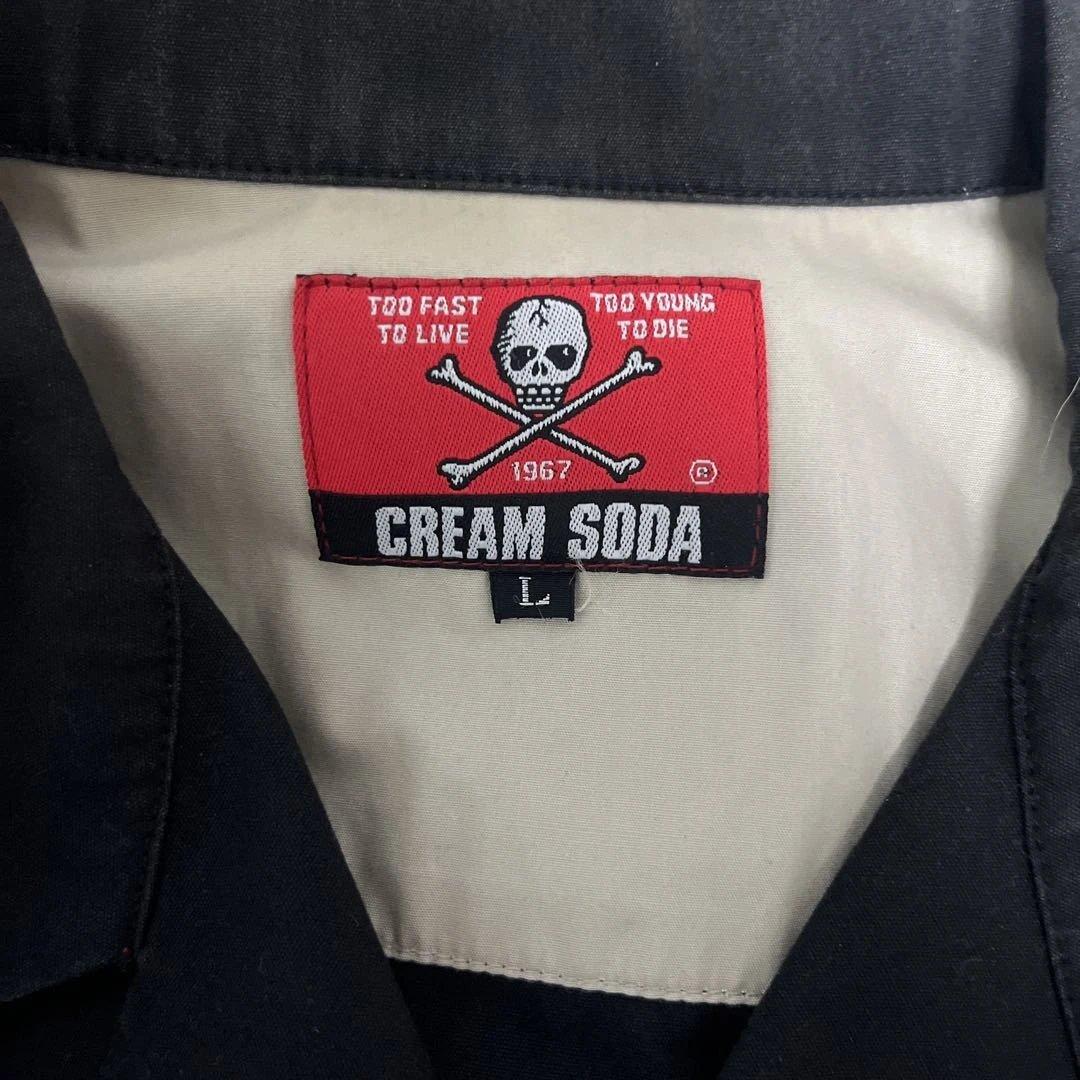 TOO FAST TOO YOUNG
TO LIVE TO DIE
1967 ®
CREAM SODA
L